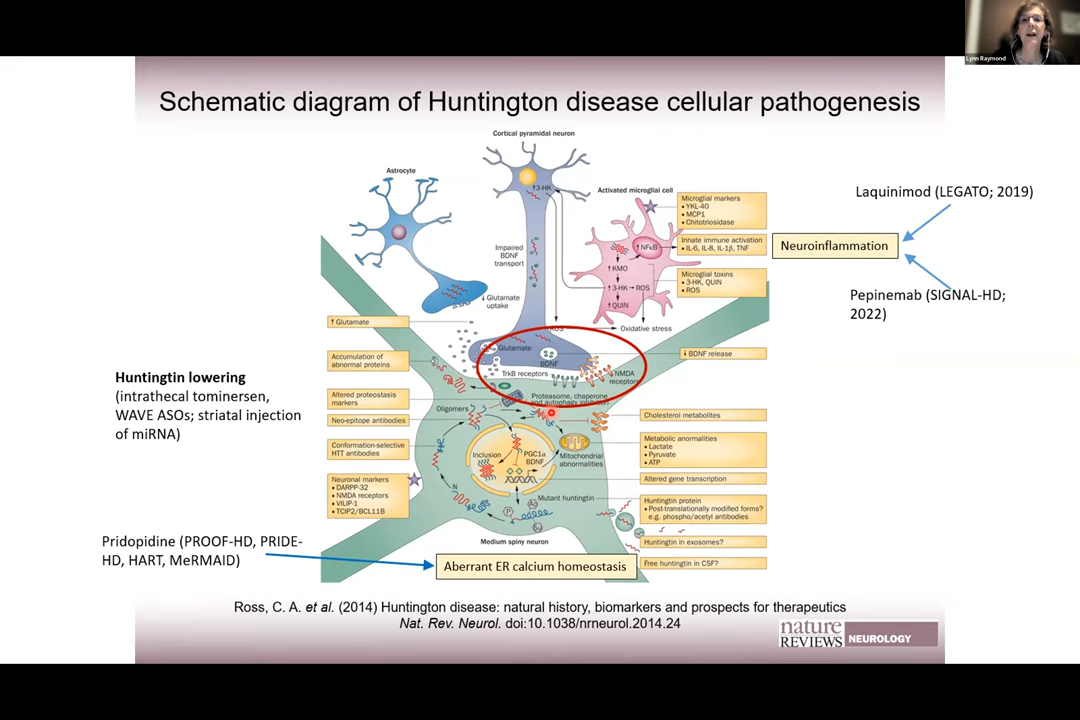 Lynn Raymond
Schematic diagram of Huntington disease cellular pathogenesis
Cortical pyramidal neuron
Astrocyte
↑3-HK
Activated microglial cell
Microglial markers
• YKL-40
• MCP1
• Chitotriosidase
Innate immune activation
• IL-6, IL-8, IL-1β, TNF
Microglial toxins
• 3-HK, QUIN
• ROS
↑NFκB
↑KMO
↑3-HK→ROS
↑QUIN
Oxidative stress
Laquinimod (LEGATO; 2019)
Neuroinflammation
Pepinemab (SIGNAL-HD;
2022)
Impaired
BDNF
transport
↓Glutamate
uptake
ROS
↑ Glutamate
Glutamate
BDNF
TrkB receptors
NMDA
receptors
↓ BDNF release
Accumulation of
abnormal proteins
Huntingtin lowering
(intrathecal tominersen,
WAVE ASOs; striatal injection
of miRNA)
Altered proteostasis
markers
Neo-epitope antibodies
Conformation-selective
HTT antibodies
Neuronal markers
• DARPP-32
• NMDA receptors
• VILIP-1
• TCIP2/BCL11B
Proteasome, chaperone
and autophagy inhibition
Oligomers
Inclusion
PGC1α
BDNF
Mitochondrial
abnormalities
N
Mutant huntingtin
P
Ac
Su
Medium spiny neuron
Cholesterol metabolites
Metabolic anormalities
• Lactate
• Pyruvate
• ATP
Altered gene transcription
Huntingtin protein
• Post-translationally modified forms?
e.g. phospho/acetyl antibodies
Huntingtin in exosomes?
Free huntingtin in CSF?
Pridopidine (PROOF-HD, PRIDE-
HD, HART, MeRMAID)
Aberrant ER calcium homeostasis
Ross, C. A. et al. (2014) Huntington disease: natural history, biomarkers and prospects for therapeutics
Nat. Rev. Neurol. doi:10.1038/nrneurol.2014.24
nature
REVIEWS NEUROLOGY